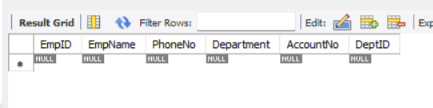 Result Grid Filter Rows: Edit: Exp
EmpID EmpName PhoneNo Department AccountNo DeptID
NULL NULL NULL NULL NULL NULL